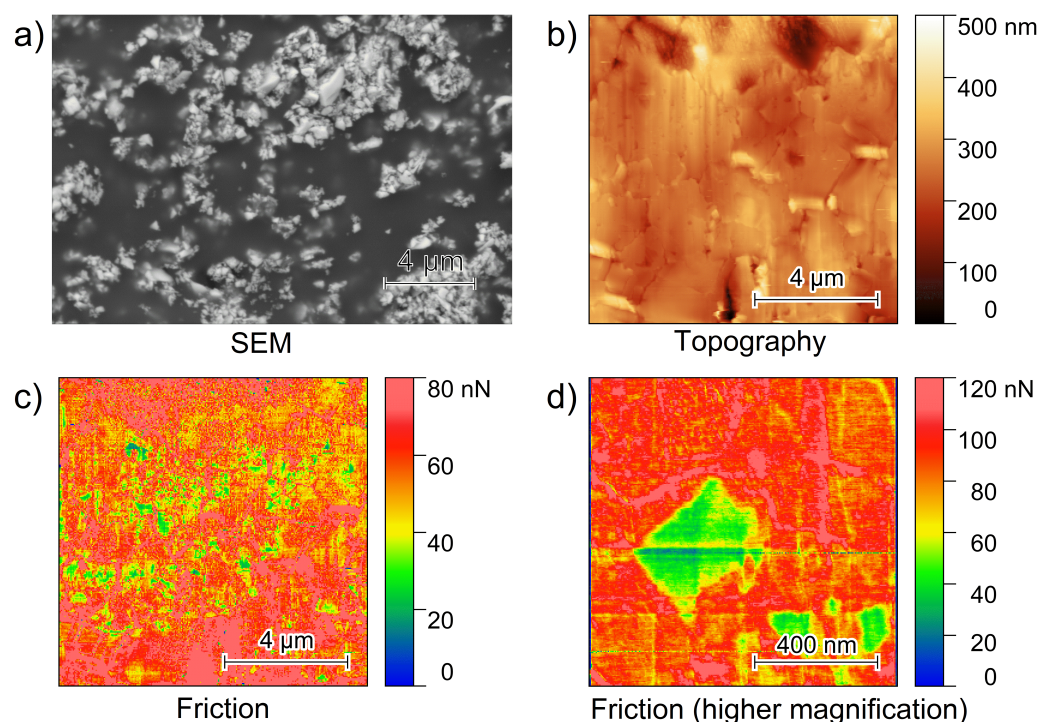 a)
4 µm
SEM
b)
500 nm
400
300
200
100
0
4 µm
Topography
c)
80 nN
60
40
20
0
4 µm
Friction
d)
120 nN
100
80
60
40
20
0
400 nm
Friction (higher magnification)